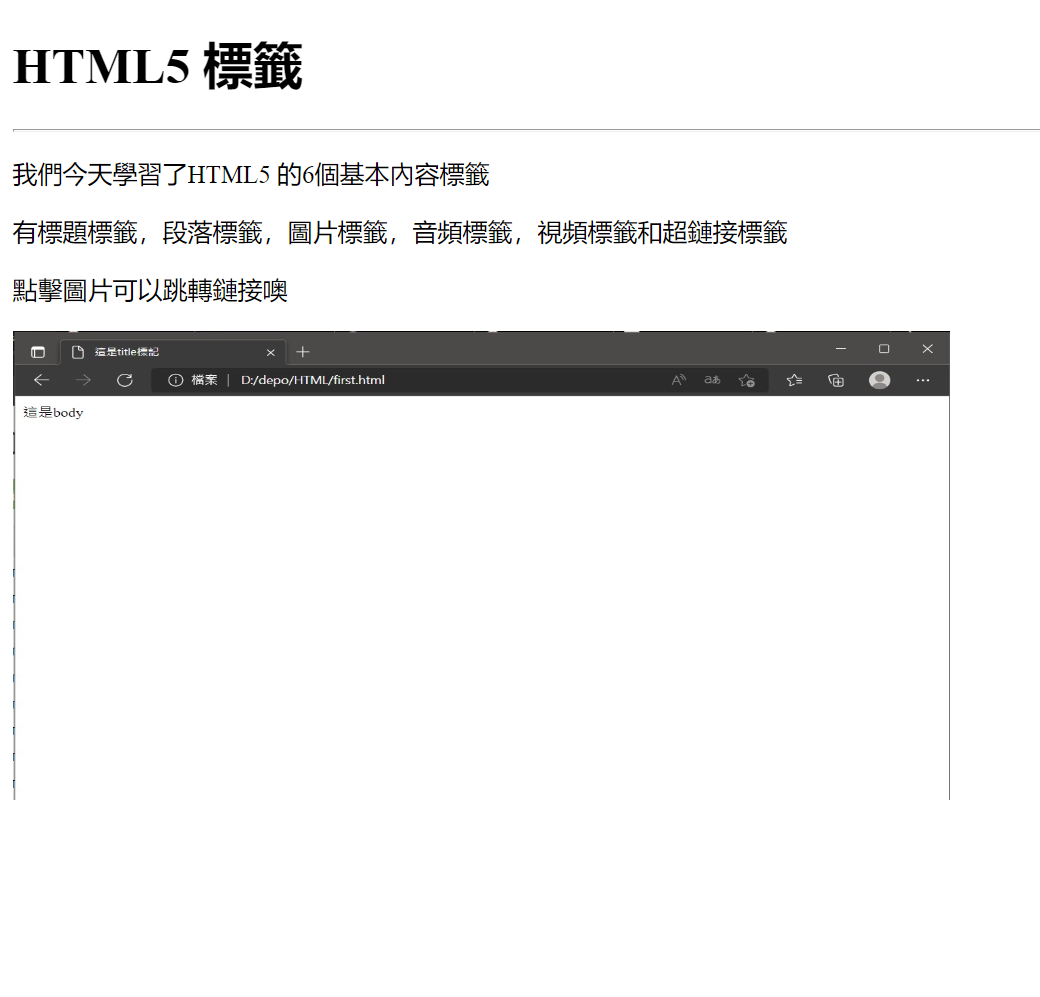 HTML5 標籤
我們今天學習了HTML5 的6個基本內容標籤
有標題標籤，段落標籤，圖片標籤，音頻標籤，視頻標籤和超鏈接標籤
點擊圖片可以跳轉鏈接噢
這是title標記
檔案 | D:/depo/HTML/first.html
這是body